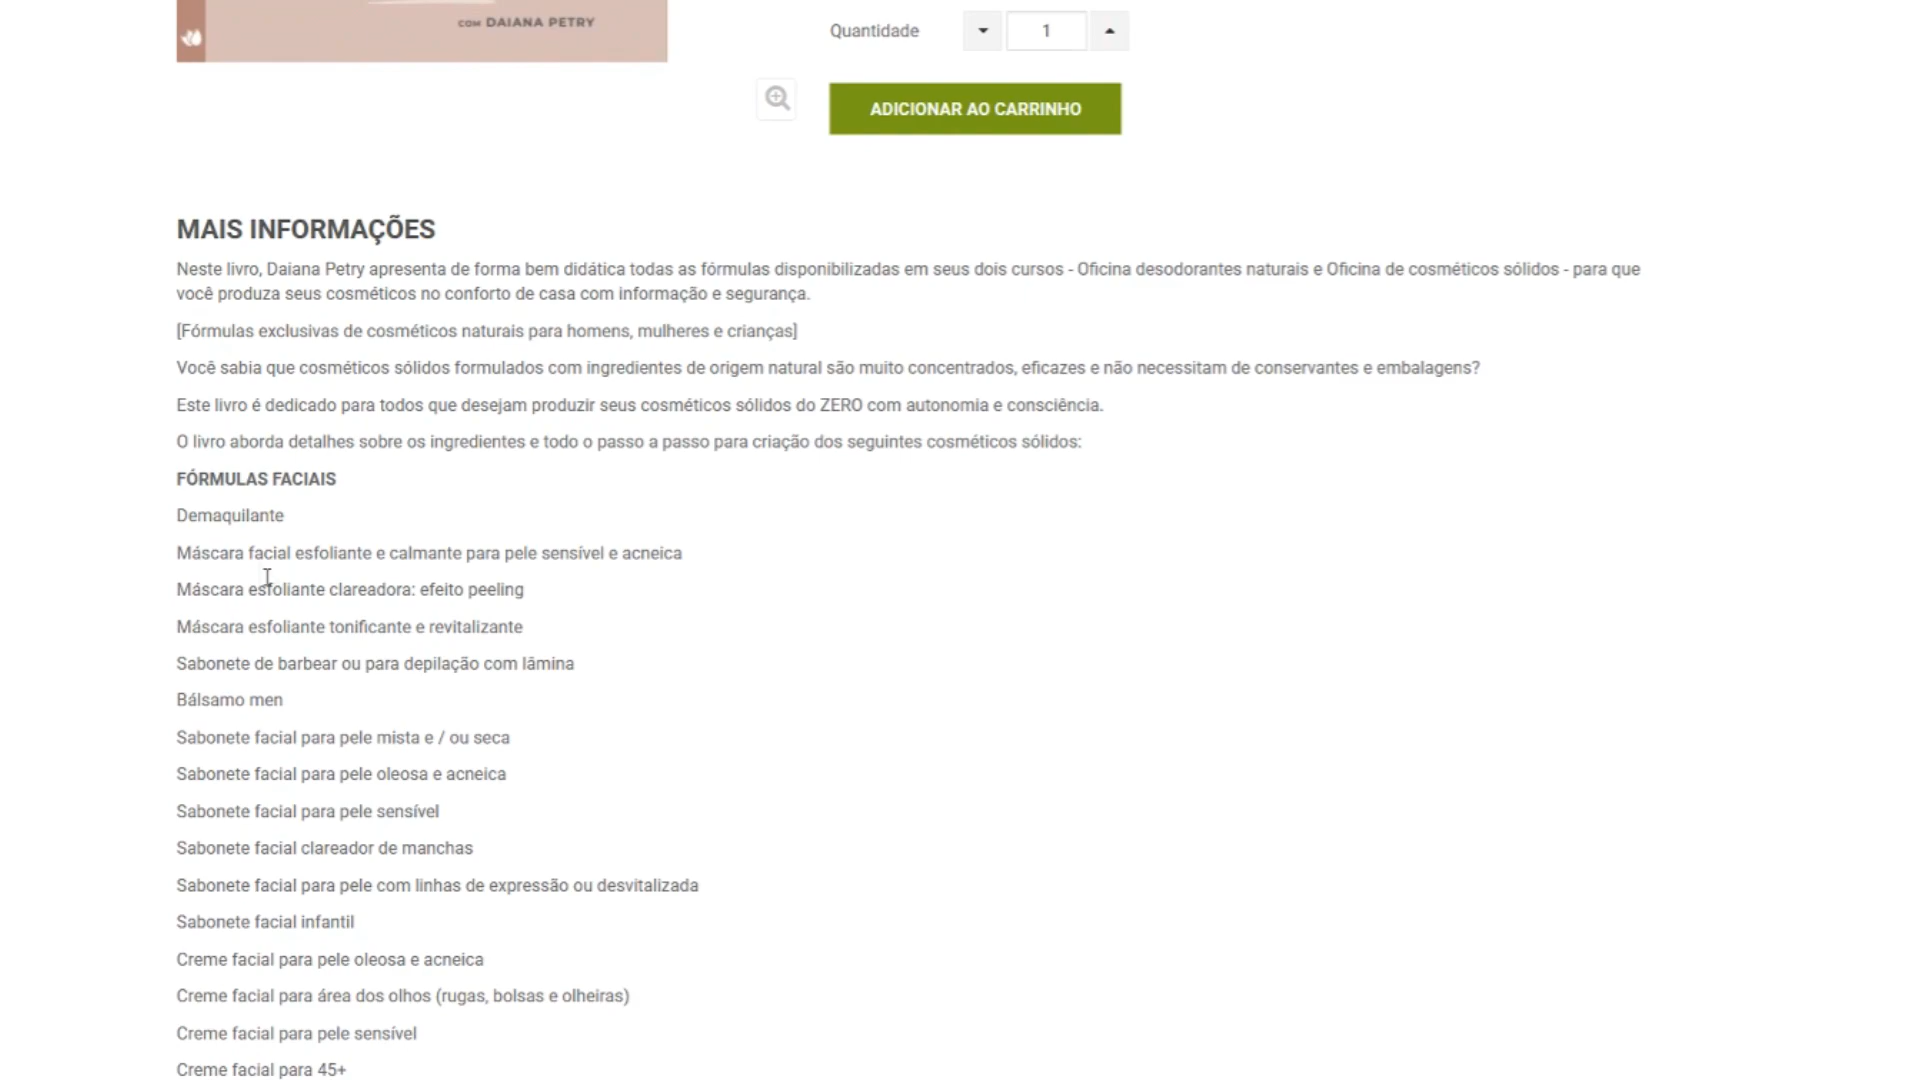 COM DAIANA PETRY
Quantidade
1
ADICIONAR AO CARRINHO
MAIS INFORMAÇÕES
Neste livro, Daiana Petry apresenta de forma bem didática todas as fórmulas disponibilizadas em seus dois cursos - Oficina desodorantes naturais e Oficina de cosméticos sólidos - para que
você produza seus cosméticos no conforto de casa com informação e segurança.
[Fórmulas exclusivas de cosméticos naturais para homens, mulheres e crianças]
Você sabia que cosméticos sólidos formulados com ingredientes de origem natural são muito concentrados, eficazes e não necessitam de conservantes e embalagens?
Este livro é dedicado para todos que desejam produzir seus cosméticos sólidos do ZERO com autonomia e consciência.
O livro aborda detalhes sobre os ingredientes e todo o passo a passo para criação dos seguintes cosméticos sólidos:
FÓRMULAS FACIAIS
Demaquilante
Máscara facial esfoliante e calmante para pele sensível e acneica
Máscara esfoliante clareadora: efeito peeling
Máscara esfoliante tonificante e revitalizante
Sabonete de barbear ou para depilação com lâmina
Bálsamo men
Sabonete facial para pele mista e / ou seca
Sabonete facial para pele oleosa e acneica
Sabonete facial para pele sensível
Sabonete facial clareador de manchas
Sabonete facial para pele com linhas de expressão ou desvitalizada
Sabonete facial infantil
Creme facial para pele oleosa e acneica
Creme facial para área dos olhos (rugas, bolsas e olheiras)
Creme facial para pele sensível
Creme facial para 45+